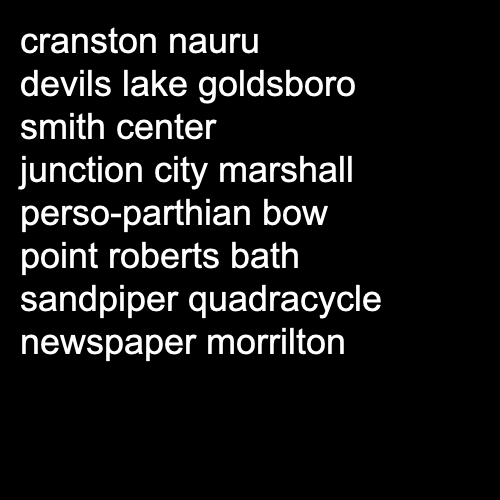 cranston nauru
devils lake goldsboro
smith center
junction city marshall
perso-parthian bow
point roberts bath
sandpiper quadracycle
newspaper morrilton